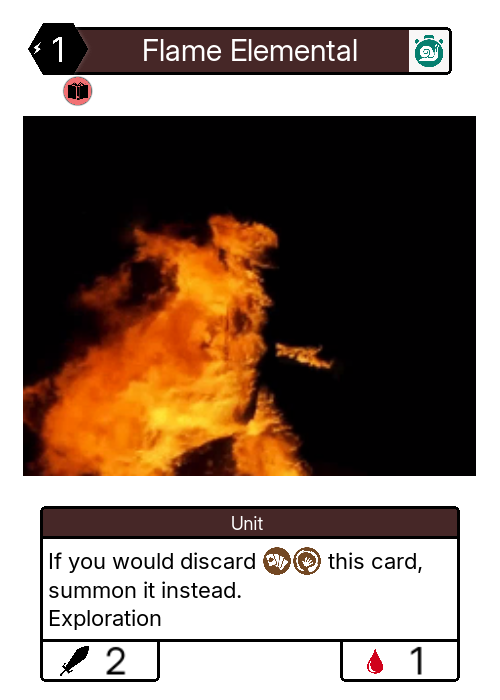 1
Flame Elemental
Unit
If you would discard this card,
summon it instead.
Exploration
2
1